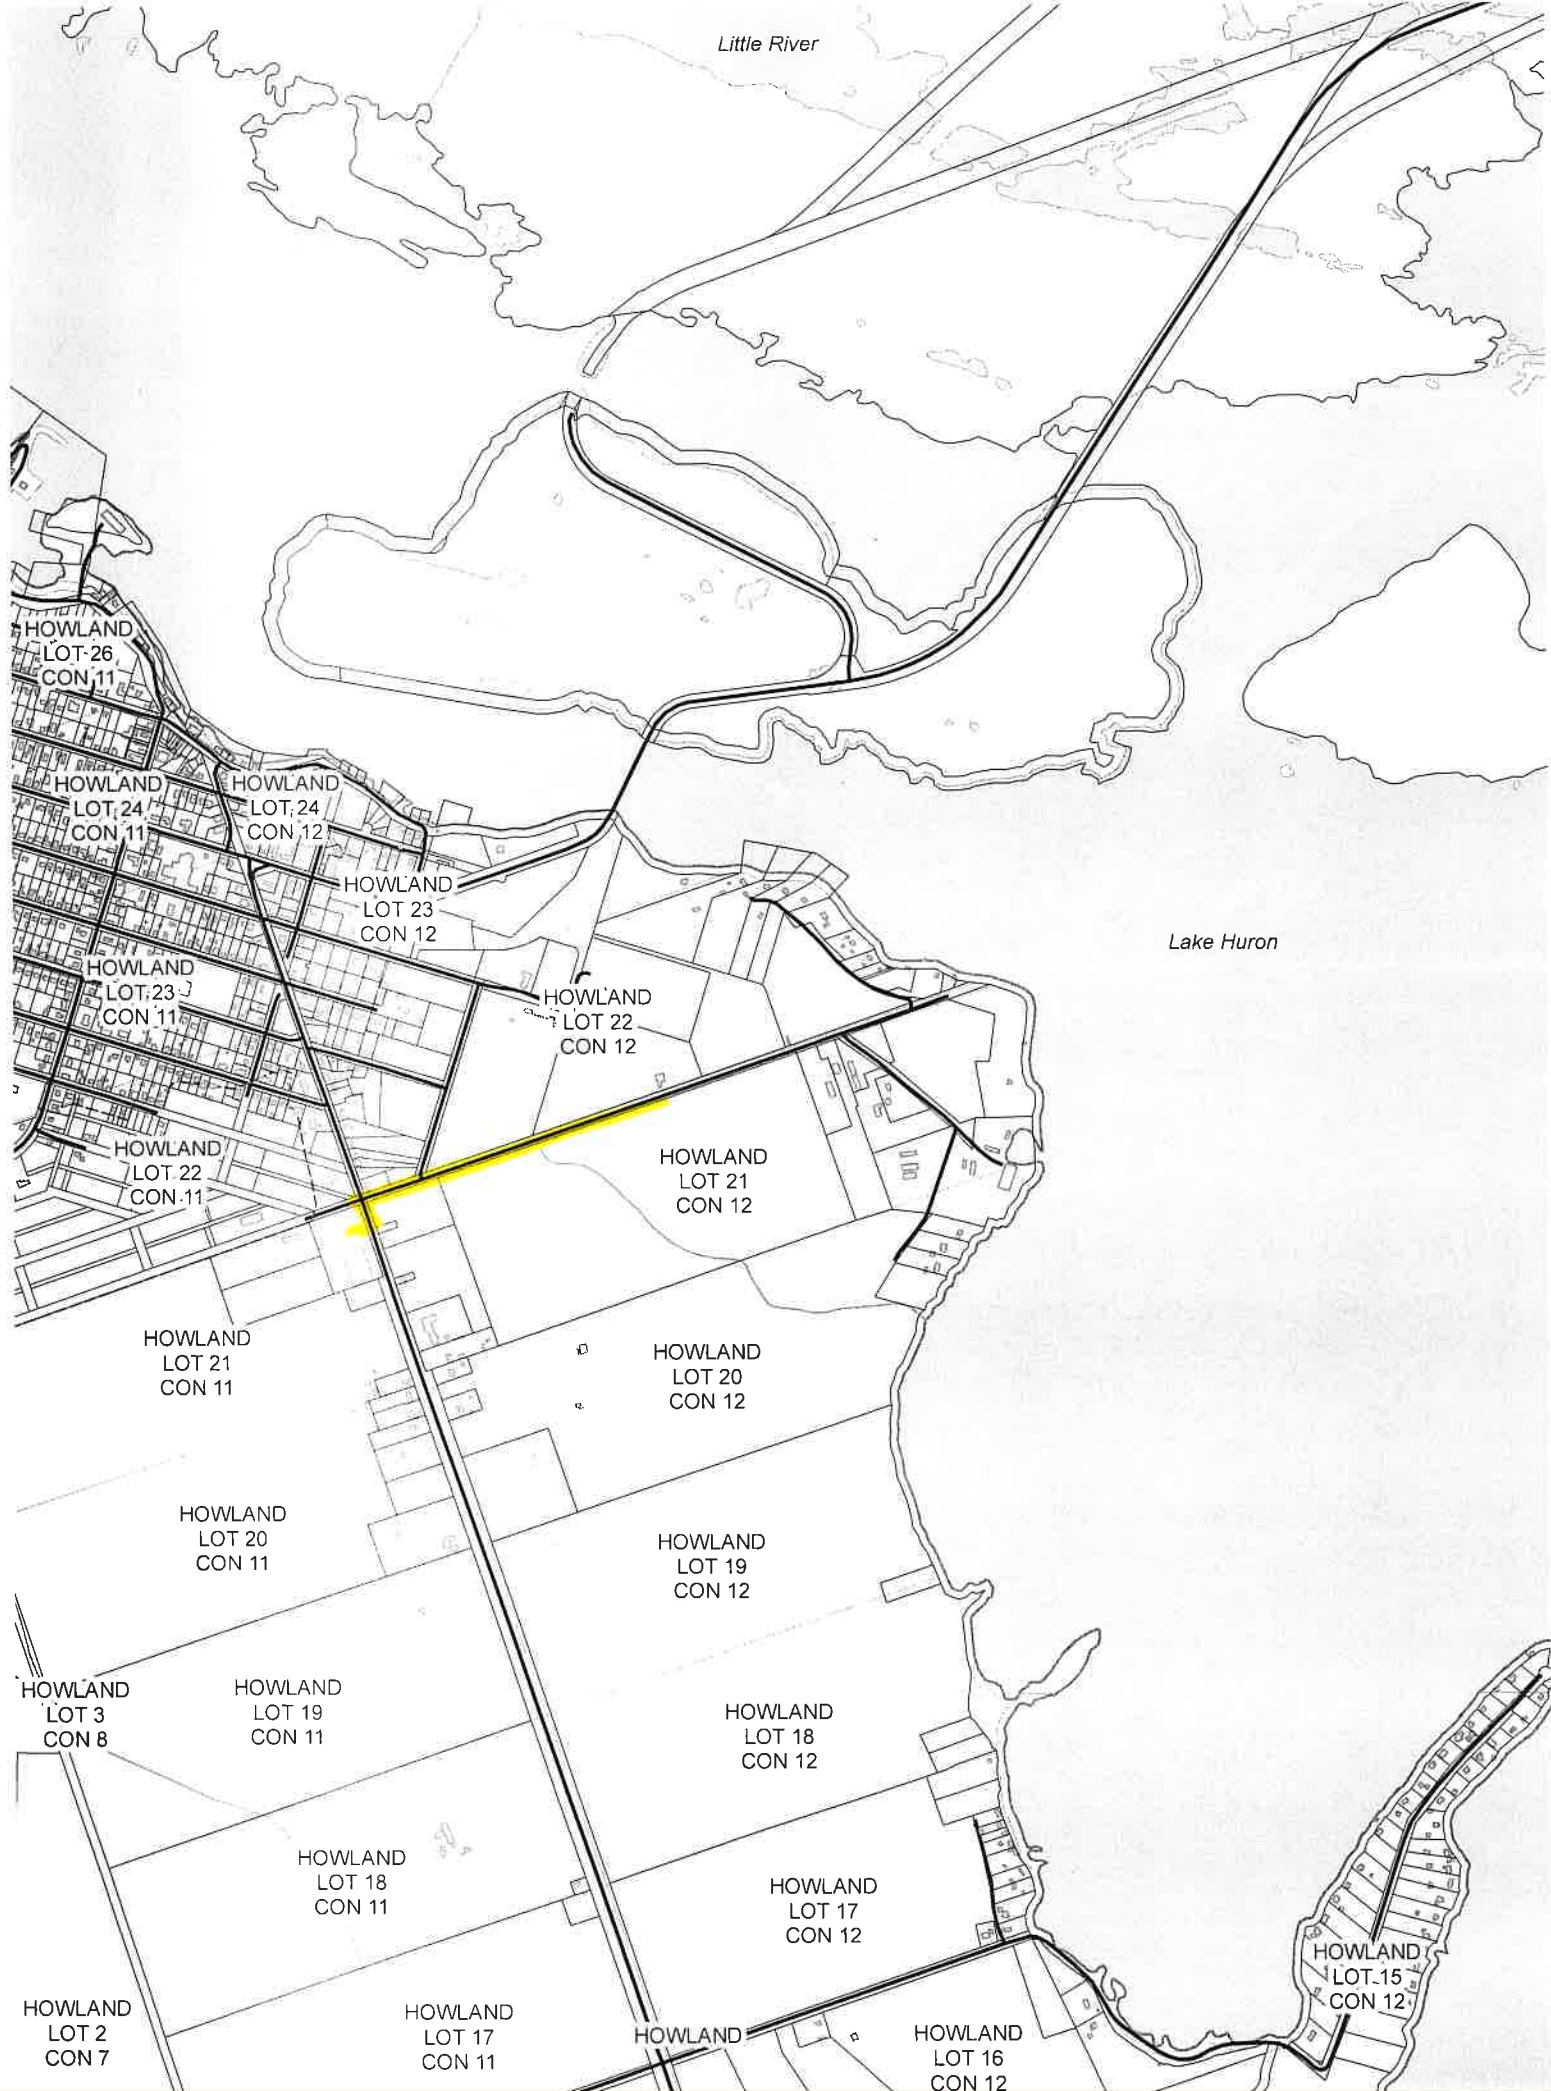 Little River
HOWLAND
LOT 26
CON 11
HOWLAND
LOT 24
CON 11
HOWLAND
LOT 24
CON 12
HOWLAND
LOT 23
CON 12
Lake Huron
HOWLAND
LOT 23
CON 11
HOWLAND
LOT 22
CON 12
HOWLAND
LOT 22
CON 11
HOWLAND
LOT 21
CON 12
HOWLAND
LOT 21
CON 11
HOWLAND
LOT 20
CON 12
HOWLAND
LOT 20
CON 11
HOWLAND
LOT 19
CON 12
HOWLAND
LOT 3
CON 8
HOWLAND
LOT 19
CON 11
HOWLAND
LOT 18
CON 12
HOWLAND
LOT 18
CON 11
HOWLAND
LOT 17
CON 12
HOWLAND
LOT 15
CON 12
HOWLAND
LOT 2
CON 7
HOWLAND
LOT 17
CON 11
HOWLAND
HOWLAND
LOT 16
CON 12